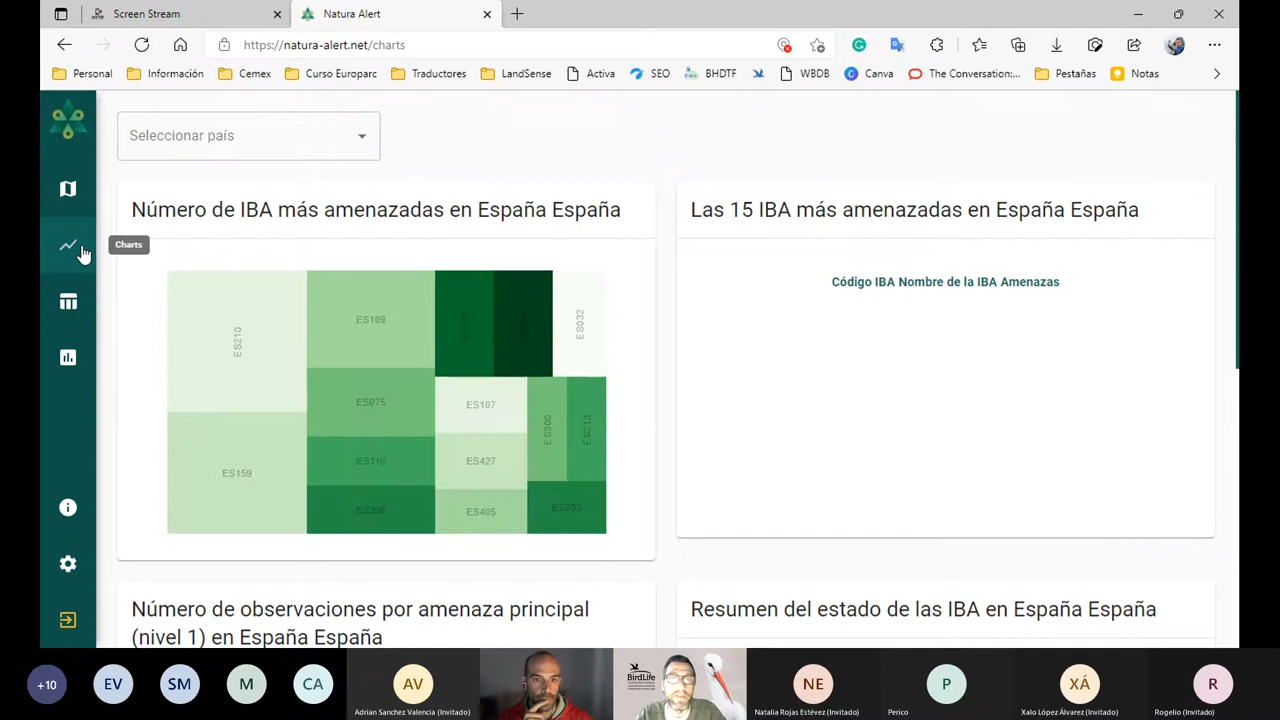 Screen Stream
Natura Alert
https://natura-alert.net/charts
Personal
Información
Cemex
Curso Europarc
Traductores
LandSense
Activa
SEO
BHDTF
WBDB
Canva
The Conversation:...
Pestañas
Notas
Seleccionar país
Charts
Número de IBA más amenazadas en España España
ES210
ES159
ES109
ES075
ES110
ES208
ES032
ES107
ES427
ES405
ES300
ES213
ES383
Las 15 IBA más amenazadas en España España
Código IBA Nombre de la IBA Amenazas
Número de observaciones por amenaza principal
(nivel 1) en España España
Resumen del estado de las IBA en España España
+10
EV
SM
M
CA
AV
Adrian Sanchez Valencia (Invitado)
BirdLife
INTERNATIONAL
NE
Natalia Rojas Estévez (Invitado)
P
Perico
XÁ
Xalo López Álvarez (Invitado)
R
Rogelio (Invitado)